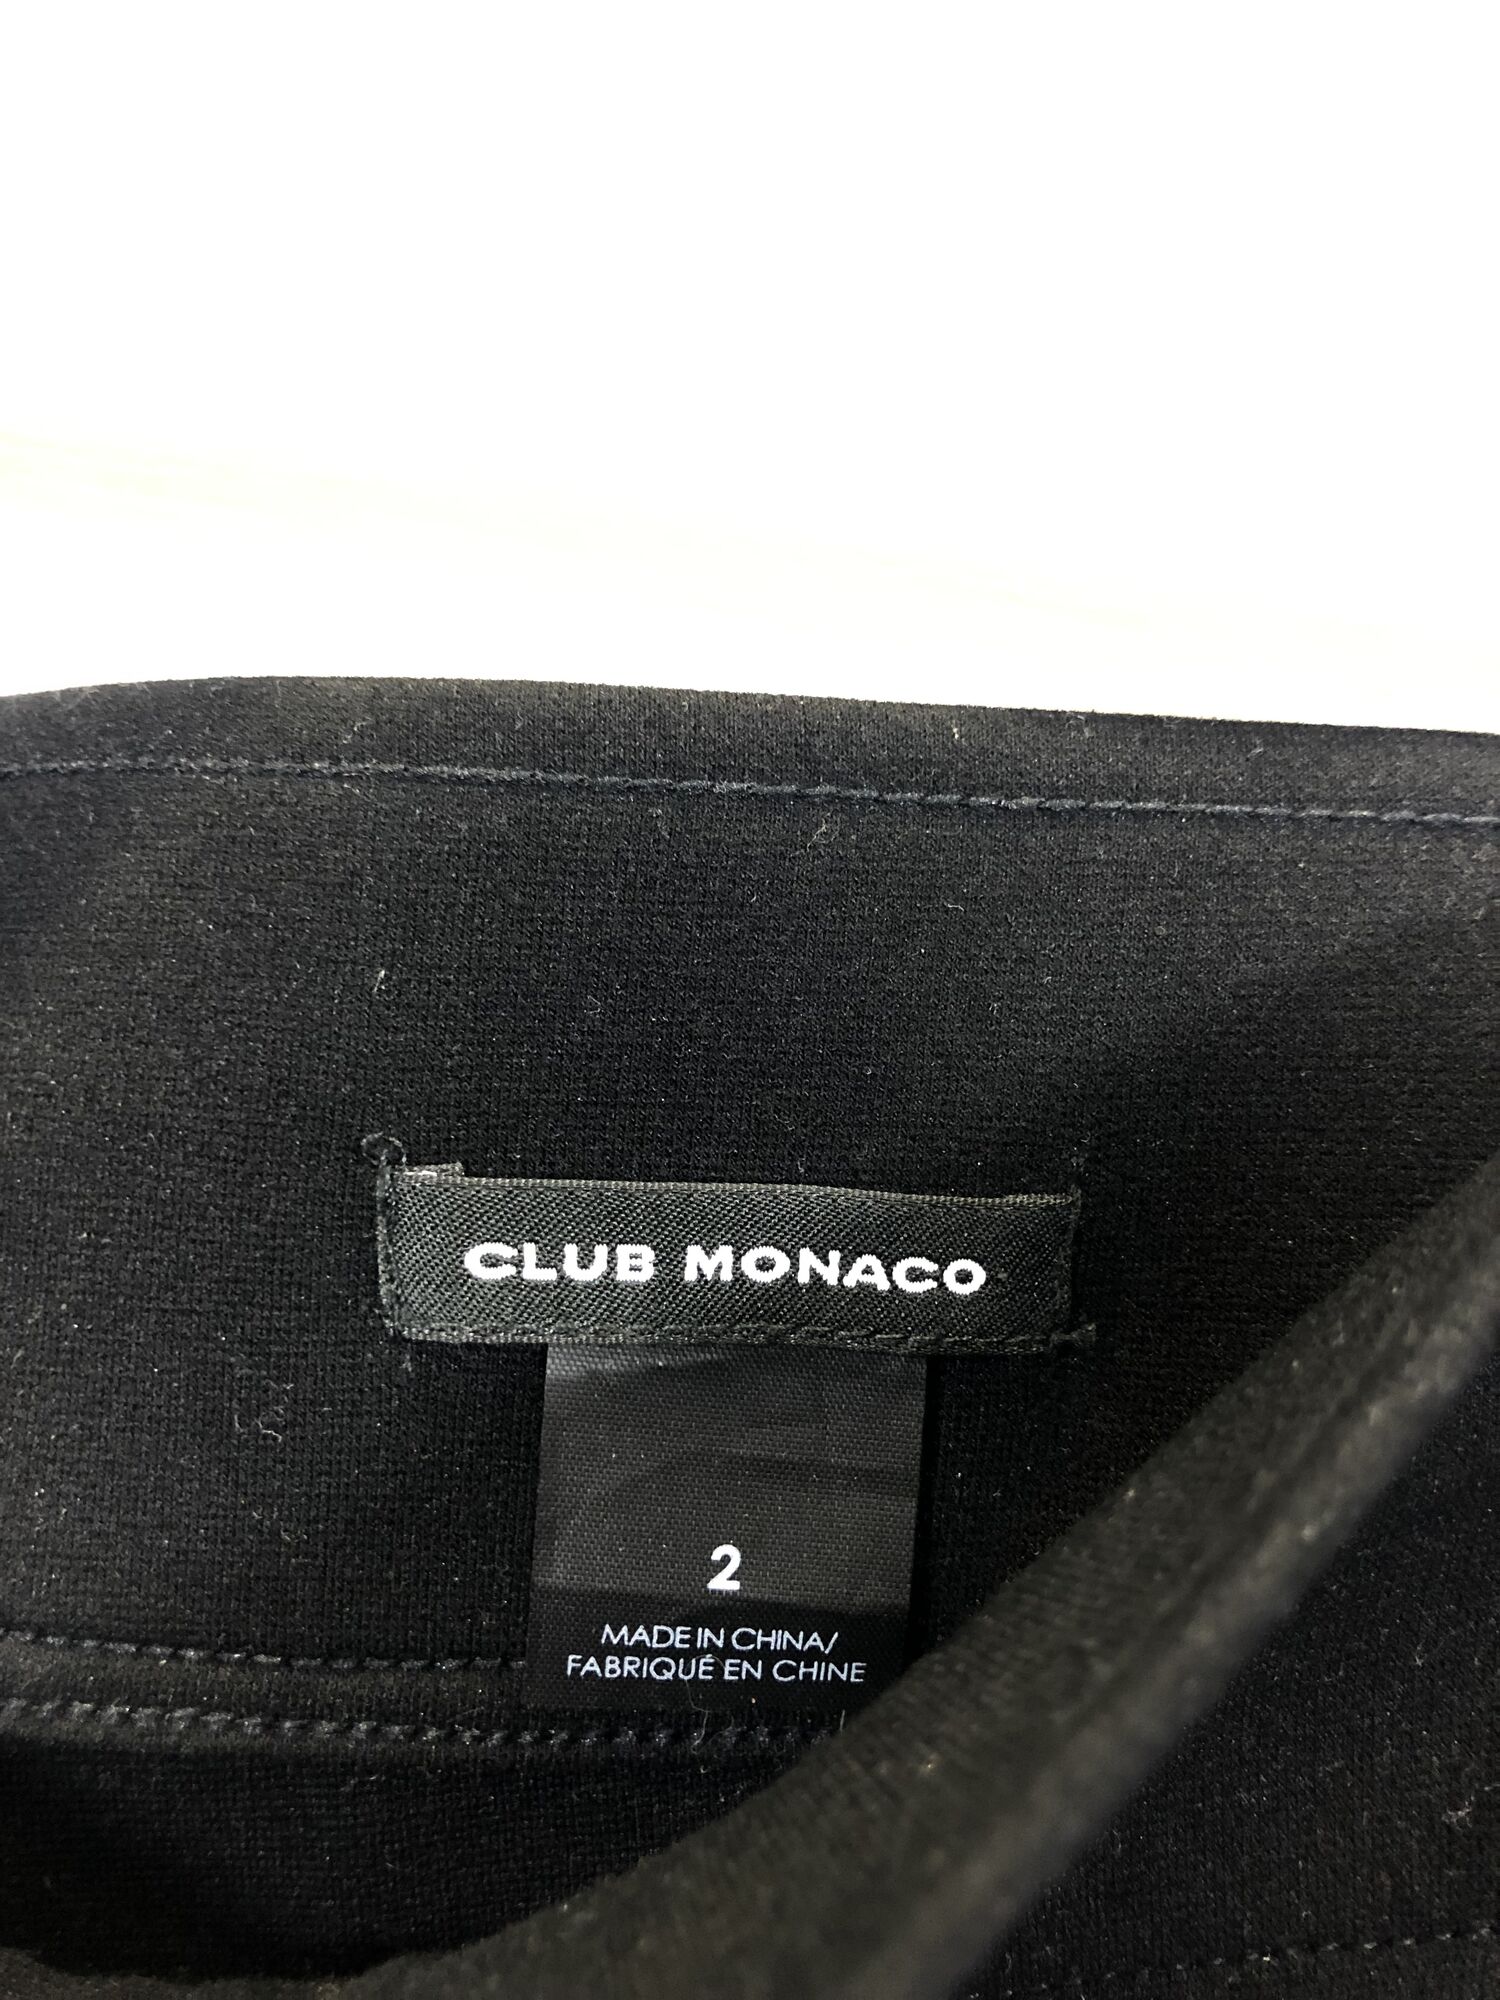 CLUB MONACO
2
MADE IN CHINA/
FABRIQUÉ EN CHINE